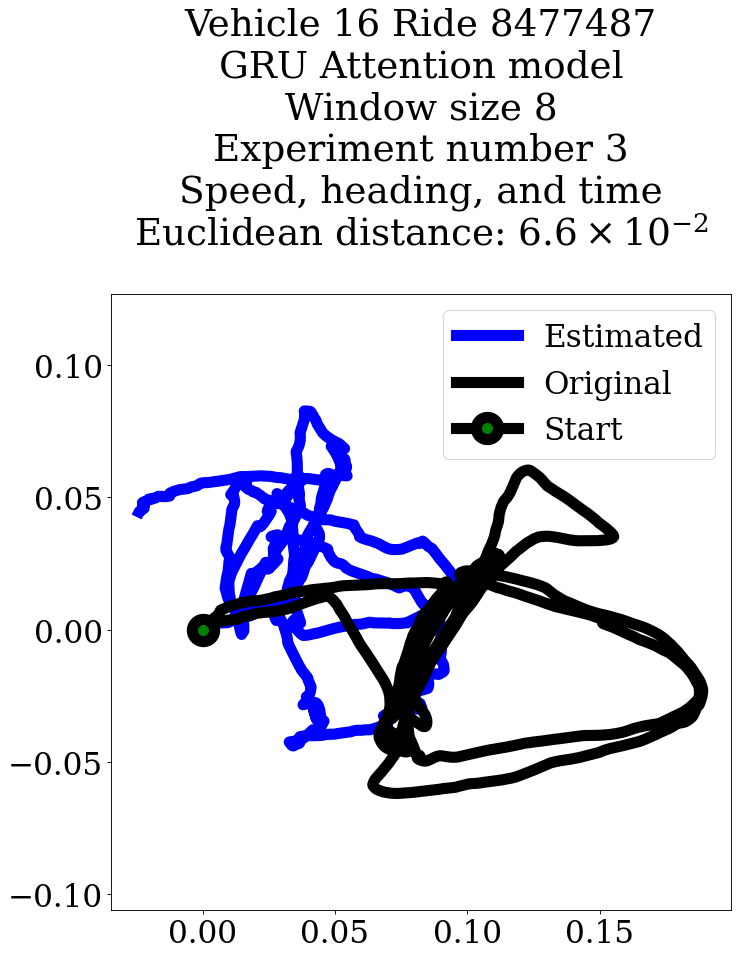 Vehicle 16 Ride 8477487
GRU Attention model
Window size 8
Experiment number 3
Speed, heading, and time
Euclidean distance: 6.6 × 10⁻²
Estimated
Original
Start
0.10
0.05
0.00
−0.05
−0.10
0.00 0.05 0.10 0.15